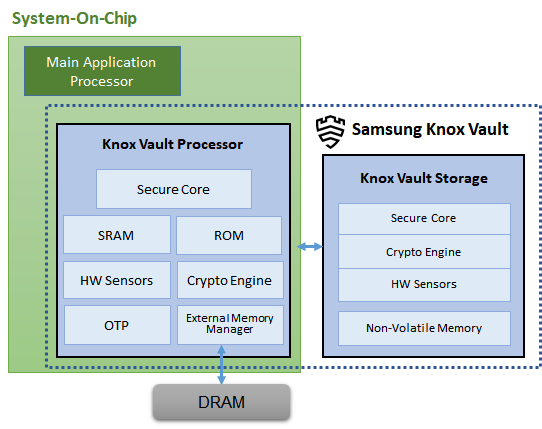 System-On-Chip
Main Application
Processor
Samsung Knox Vault
Knox Vault Processor
Secure Core
SRAM
ROM
HW Sensors
Crypto Engine
OTP
External Memory
Manager
Knox Vault Storage
Secure Core
Crypto Engine
HW Sensors
Non-Volatile Memory
DRAM